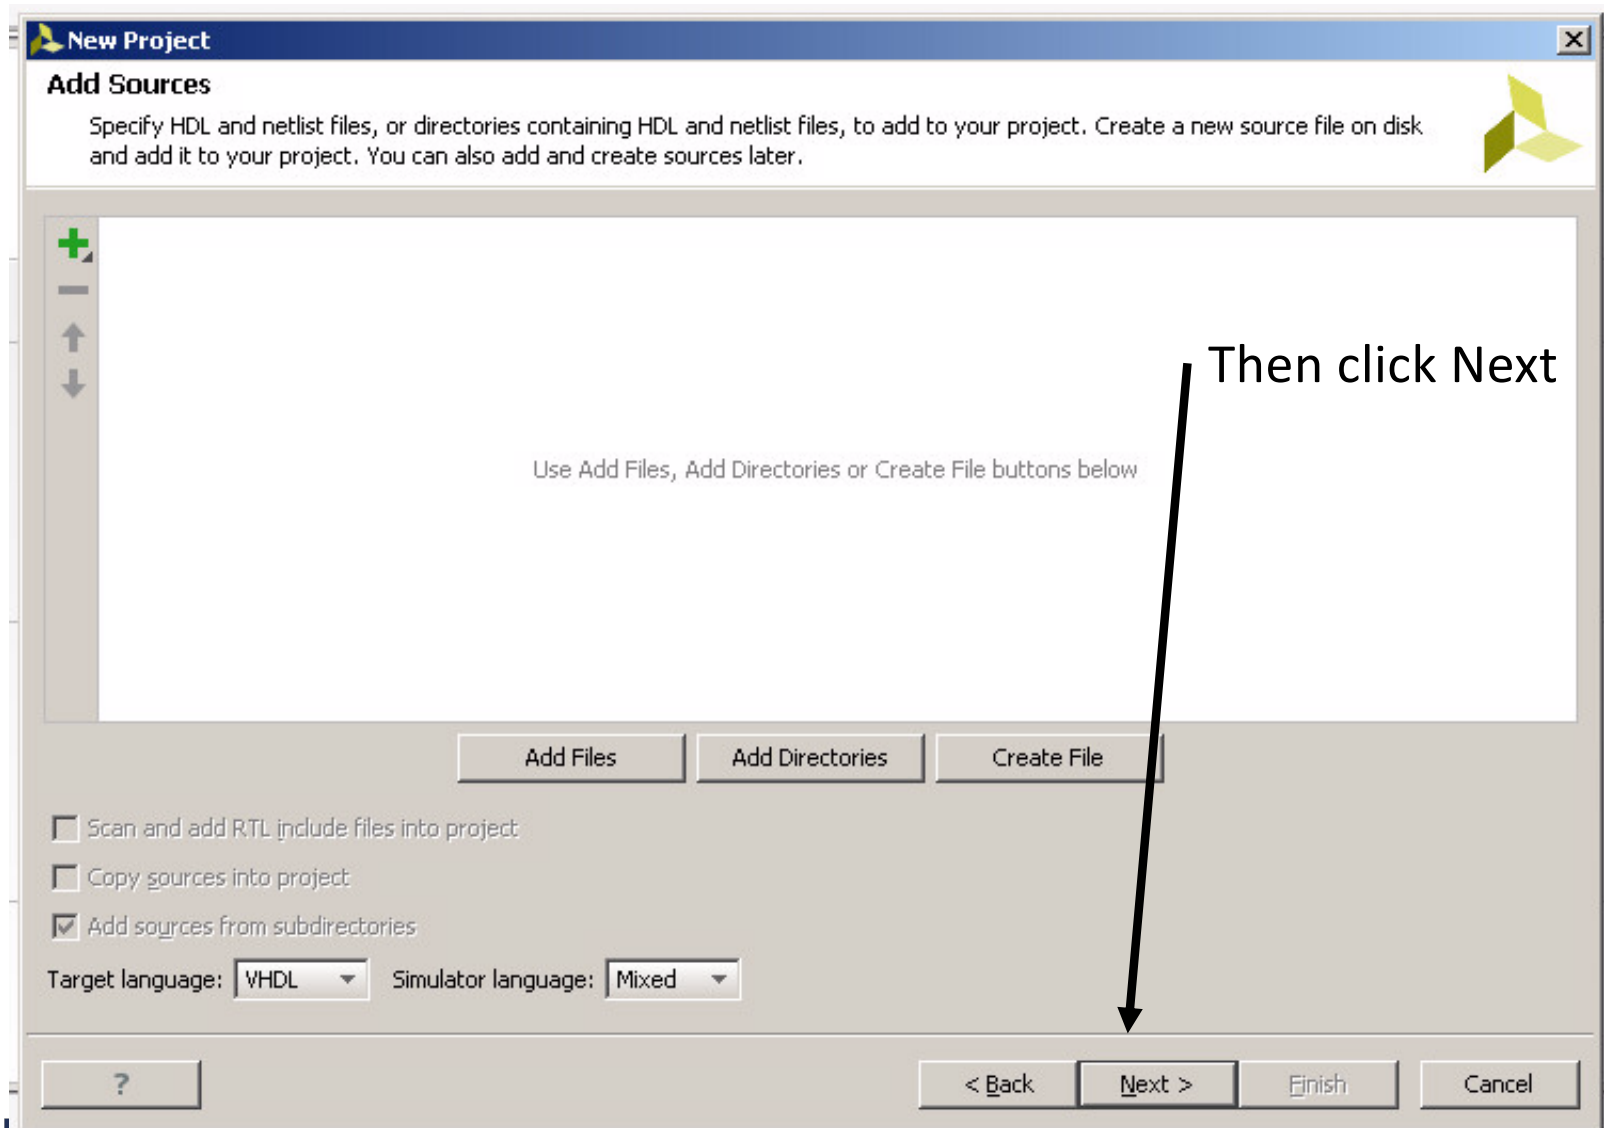 New Project
Add Sources
Specify HDL and netlist files, or directories containing HDL and netlist files, to add to your project. Create a new source file on disk
and add it to your project. You can also add and create sources later.
Then click Next
Use Add Files, Add Directories or Create File buttons below
Add Files
Add Directories
Create File
Scan and add RTL include files into project
Copy sources into project
Add sources from subdirectories
Target language: VHDL Simulator language: Mixed
? < Back Next > Finish Cancel